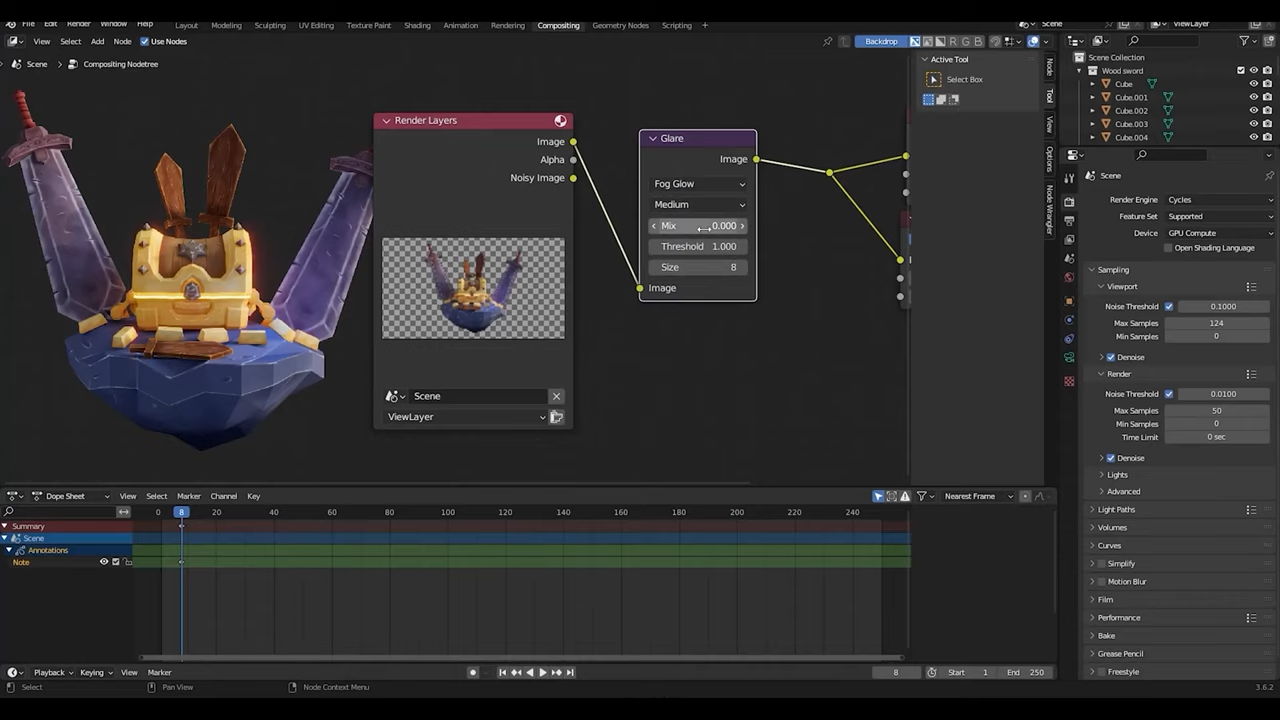 File Edit Render Window Help Layout Modeling Sculpting UV Editing Texture Paint Shading Animation Rendering Compositing Geometry Nodes Scripting + Scene ViewLayer
View Select Add Node Use Nodes Backdrop R G B
Scene Compositing Nodetree
Active Tool
Select Box
Node
Tool
View
Options
Node Wrangler
Scene Collection
Wood sword
Cube
Cube.001
Cube.002
Cube.003
Cube.004
Render Layers
Image
Alpha
Noisy Image
Scene
ViewLayer
Glare
Image
Fog Glow
Medium
Mix 0.000
Threshold 1.000
Size 8
Image
Scene
Render Engine Cycles
Feature Set Supported
Device GPU Compute
Open Shading Language
Sampling
Viewport
Noise Threshold 0.1000
Max Samples 124
Min Samples 0
Denoise
Render
Noise Threshold 0.0100
Max Samples 50
Min Samples 0
Time Limit 0 sec
Denoise
Lights
Advanced
Light Paths
Volumes
Curves
Simplify
Motion Blur
Film
Performance
Bake
Grease Pencil
Freestyle
Dope Sheet View Select Marker Channel Key Nearest Frame
0 8 20 40 60 80 100 120 140 160 180 200 220 240
Summary
Scene
Annotations
Note
Playback Keying View Marker 8 Start 1 End 250
Select Pan View Node Context Menu 3.6.2